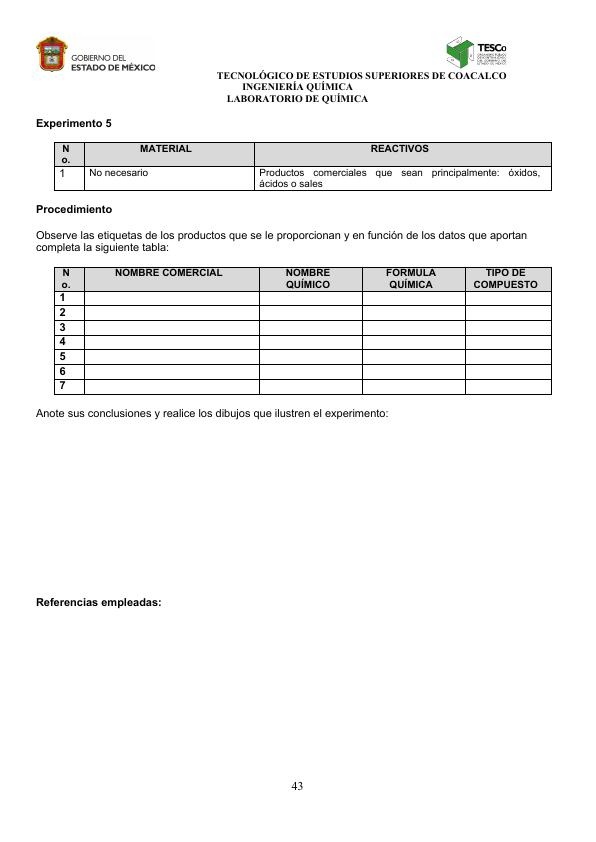 GOBIERNO DEL
ESTADO DE MÉXICO
TESCo
TECNOLÓGICO DE ESTUDIOS SUPERIORES DE COACALCO
INGENIERÍA QUÍMICA
LABORATORIO DE QUÍMICA
Experimento 5
N
o.
MATERIAL
REACTIVOS
1
No necesario
Productos comerciales que sean principalmente: óxidos,
ácidos o sales
Procedimiento
Observe las etiquetas de los productos que se le proporcionan y en función de los datos que aportan
completa la siguiente tabla:
N
o.
NOMBRE COMERCIAL
NOMBRE
QUÍMICO
FORMULA
QUÍMICA
TIPO DE
COMPUESTO
1
2
3
4
5
6
7
Anote sus conclusiones y realice los dibujos que ilustren el experimento:
Referencias empleadas:
43